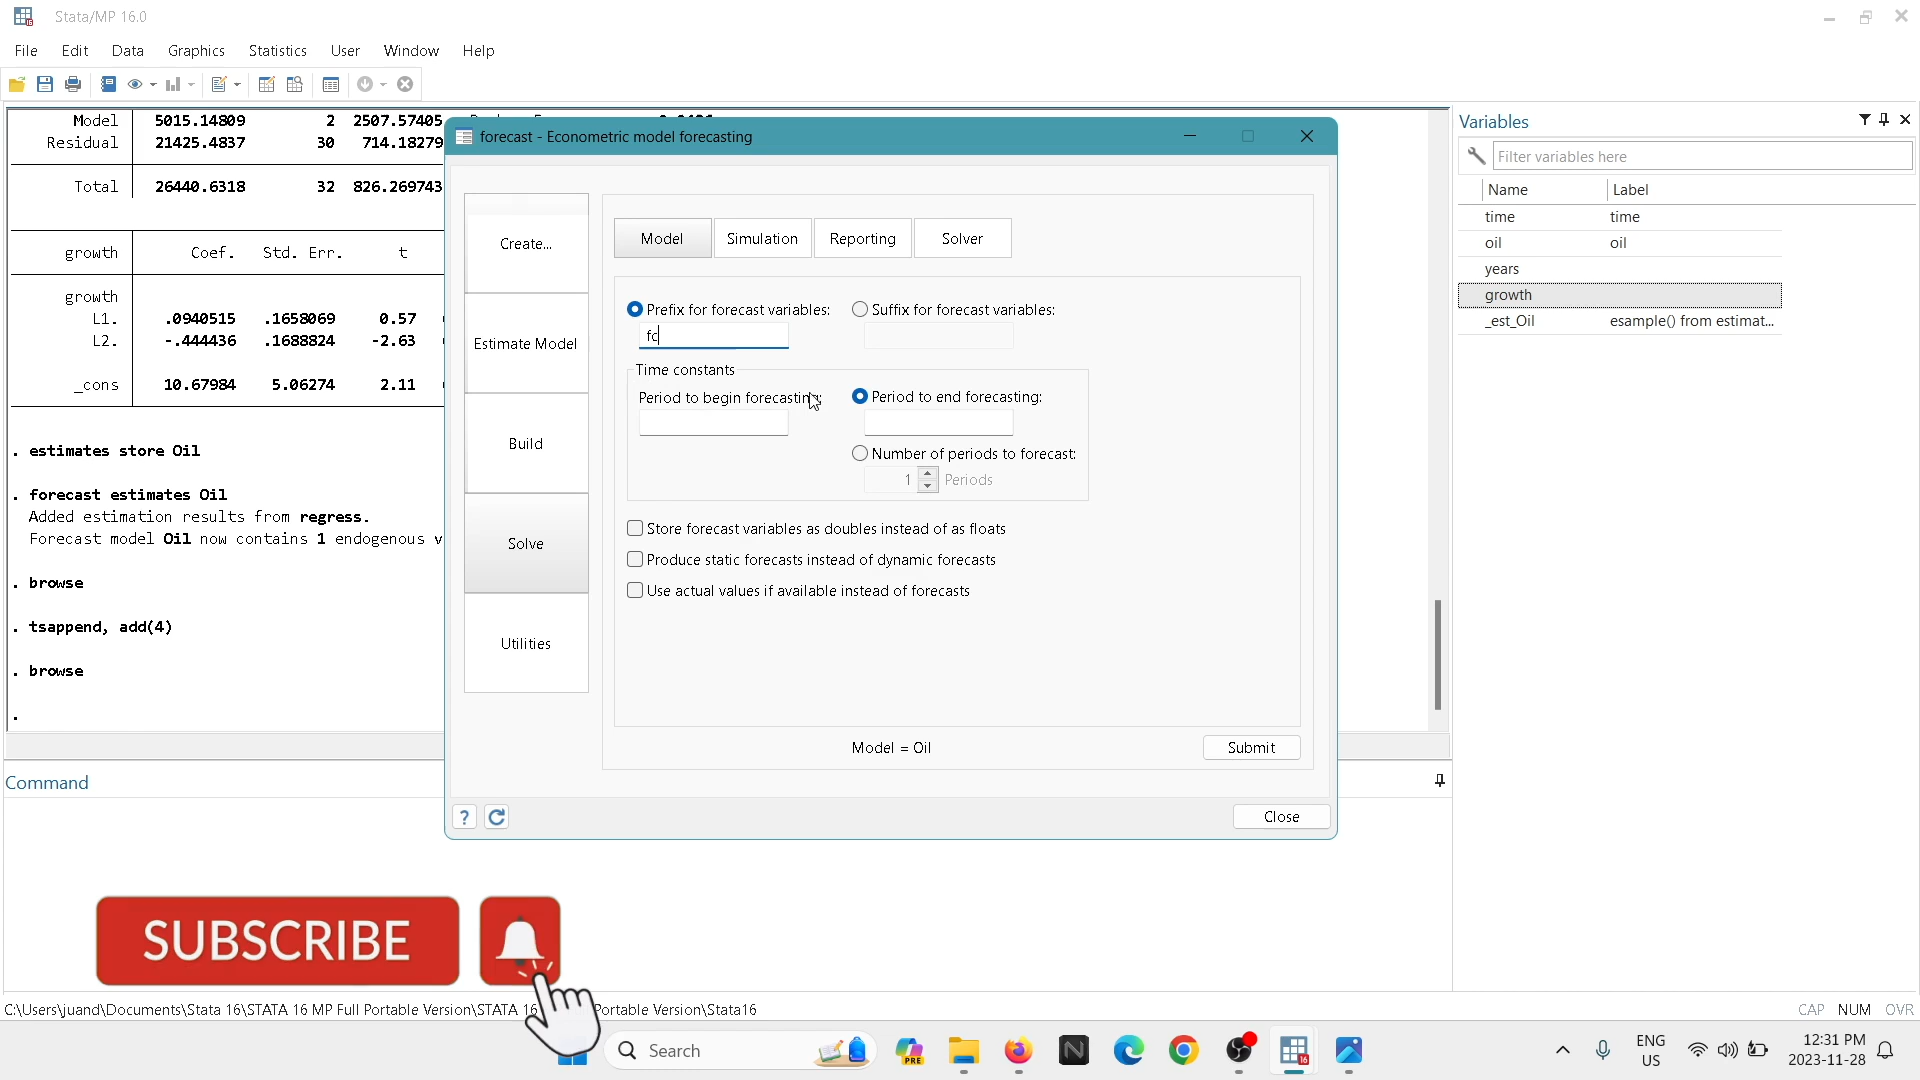 Stata/MP 16.0
File Edit Data Graphics Statistics User Window Help
Model 5015.14809 2 2507.57405
Residual 21425.4837 30 714.18279
Total 26440.6318 32 826.269743
growth Coef. Std. Err. t
growth
L1. .0940515 .1658069 0.57
L2. -.444436 .1688824 -2.63
_cons 10.67984 5.06274 2.11
. estimates store Oil
. forecast estimates Oil
Added estimation results from regress.
Forecast model Oil now contains 1 endogenous v
. browse
. tsappend, add(4)
. browse
.
forecast - Econometric model forecasting
Create...
Estimate Model
Build
Solve
Utilities
Model Simulation Reporting Solver
Prefix for forecast variables: Suffix for forecast variables:
fc
Time constants
Period to begin forecasting: Period to end forecasting:
Number of periods to forecast:
1 Periods
Store forecast variables as doubles instead of as floats
Produce static forecasts instead of dynamic forecasts
Use actual values if available instead of forecasts
Model = Oil Submit
? Close
Variables
Filter variables here
Name Label
time time
oil oil
years
growth
_est_Oil esample() from estimat...
Command
SUBSCRIBE
C:\Users\juand\Documents\Stata 16\STATA 16 MP Full Portable Version\STATA 16 Portable Version\Stata16
CAP NUM OVR
Search
PRE
16
ENG
US
12:31 PM
2023-11-28